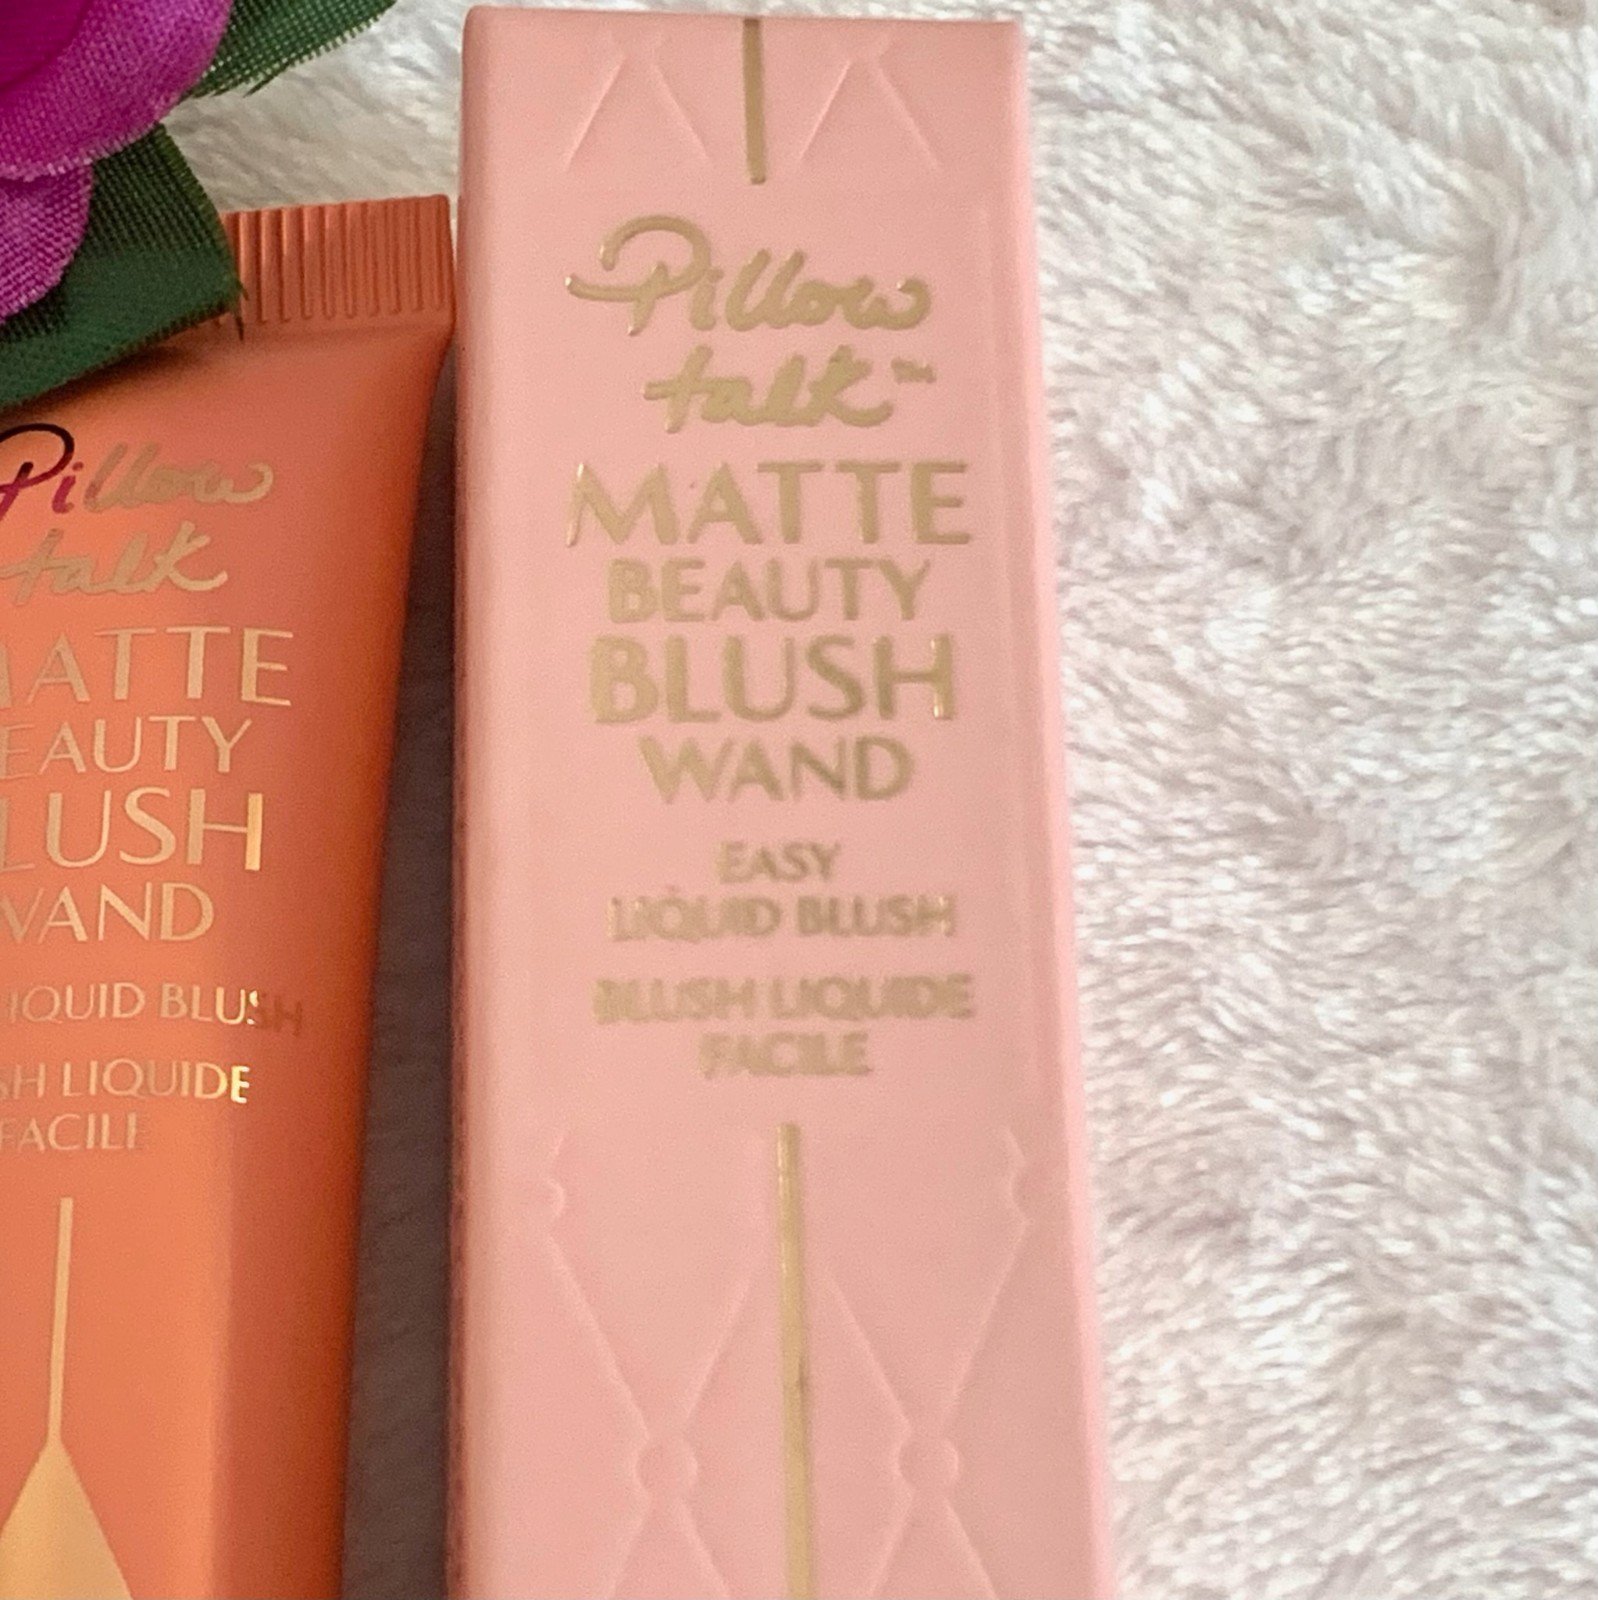 Pillow
talk
MATTE
EAUTY
LUSH
WAND
LIQUID BLUSH
SH LIQUIDE
FACILE
Pillow
talk™
MATTE
BEAUTY
BLUSH
WAND
EASY
LIQUID BLUSH
BLUSH LIQUIDE
FACILE